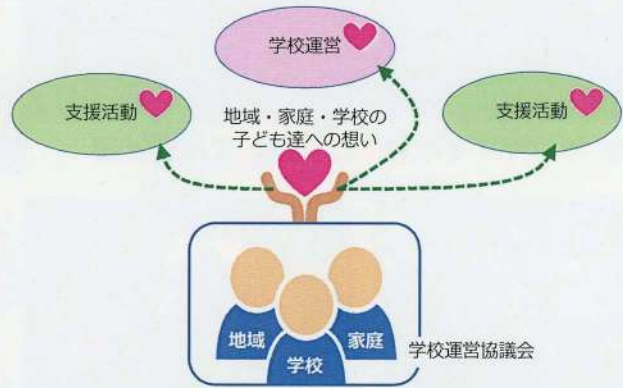 学校運営
支援活動
支援活動
地域・家庭・学校の
子ども達への想い
地域
家庭
学校
学校運営協議会